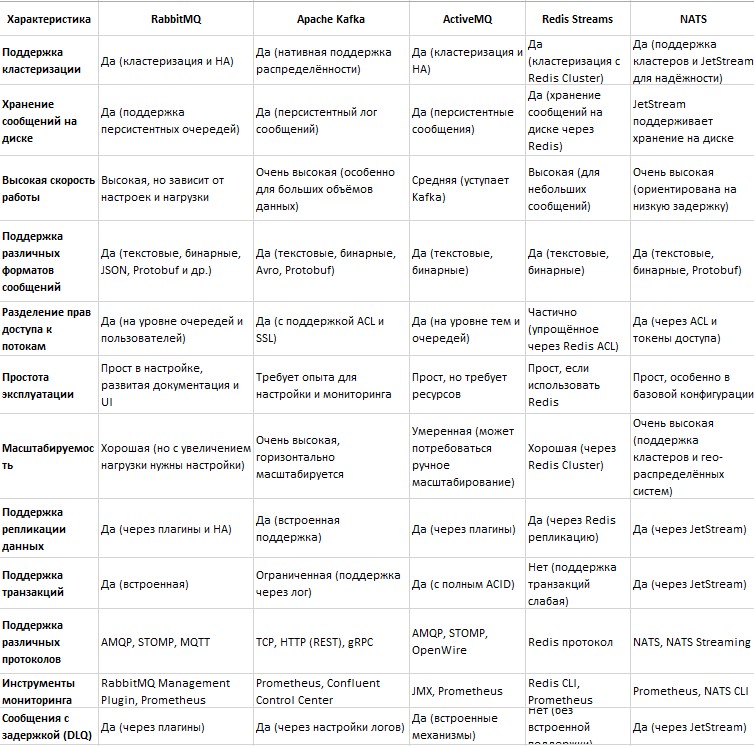 Характеристика
RabbitMQ
Apache Kafka
ActiveMQ
Redis Streams
NATS
Поддержка
кластеризации
Да (кластеризация и HA)
Да (нативная поддержка
распределённости)
Да (кластеризация и
HA)
Да
(кластеризация с
Redis Cluster)
Да (поддержка
кластеров и JetStream
для надёжности)
Хранение
сообщений на
диске
Да (поддержка
персистентных очередей)
Да (персистентный лог
сообщений)
Да (персистентные
сообщения)
Да (хранение
сообщений на
диске через
Redis)
JetStream
поддерживает
хранение на диске
Высокая скорость
работы
Высокая, но зависит от
настроек и нагрузки
Очень высокая (особенно
для больших объёмов
данных)
Средняя (уступает
Kafka)
Высокая (для
небольших
сообщений)
Очень высокая
(ориентирована на
низкую задержку)
Поддержка
различных
форматов
сообщений
Да (текстовые, бинарные,
JSON, Protobuf и др.)
Да (текстовые, бинарные,
Avro, Protobuf)
Да (текстовые,
бинарные)
Да (текстовые,
бинарные)
Да (текстовые,
бинарные, Protobuf)
Разделение прав
доступа к
потокам
Да (на уровне очередей и
пользователей)
Да (с поддержкой ACL и
SSL)
Да (на уровне тем и
очередей)
Частично
(упрощённое
через Redis ACL)
Да (через ACL и
токены доступа)
Простота
эксплуатации
Прост в настройке,
развитая документация и
UI
Требует опыта для
настройки и мониторинга
Прост, но требует
ресурсов
Прост, если
использовать
Redis
Прост, особенно в
базовой конфигурации
Масштабируемос
ть
Хорошая (но с увеличением
нагрузки нужны настройки)
Очень высокая,
горизонтально
масштабируется
Умеренная (может
потребоваться
ручное
масштабирование)
Хорошая (через
Redis Cluster)
Очень высокая
(поддержка
кластеров и гео-
распределённых
систем)
Поддержка
репликации
данных
Да (через плагины и HA)
Да (встроенная
поддержка)
Да (через плагины)
Да (через Redis
репликацию)
Да (через JetStream)
Поддержка
транзакций
Да (встроенная)
Ограниченная (поддержка
через лог)
Да (с полным ACID)
Нет (поддержка
транзакций
слабая)
Да (через JetStream)
Поддержка
различных
протоколов
AMQP, STOMP, MQTT
TCP, HTTP (REST), gRPC
AMQP, STOMP,
OpenWire
Redis протокол
NATS, NATS Streaming
Инструменты
мониторинга
RabbitMQ Management
Plugin, Prometheus
Prometheus, Confluent
Control Center
JMX, Prometheus
Redis CLI,
Prometheus
Prometheus, NATS CLI
Сообщения с
задержкой (DLQ)
Да (через плагины)
Да (через настройки логов)
Да (встроенные
механизмы)
Нет (без
встроенной
поддержки)
Да (через JetStream)